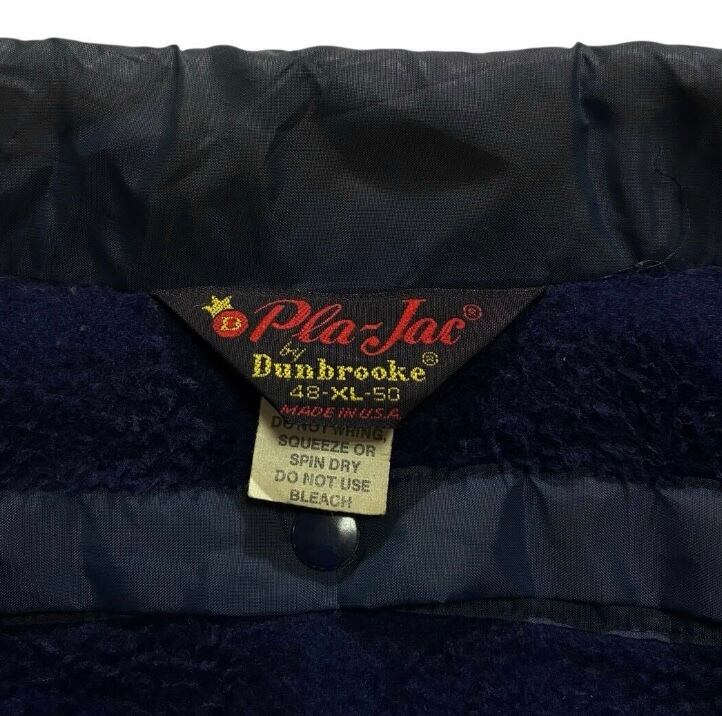 D Pla-Jac®
by
Dunbrooke®
48-XL-50
MADE IN U.S.A.
DO NOT WRING,
SQUEEZE OR
SPIN DRY
DO NOT USE
BLEACH